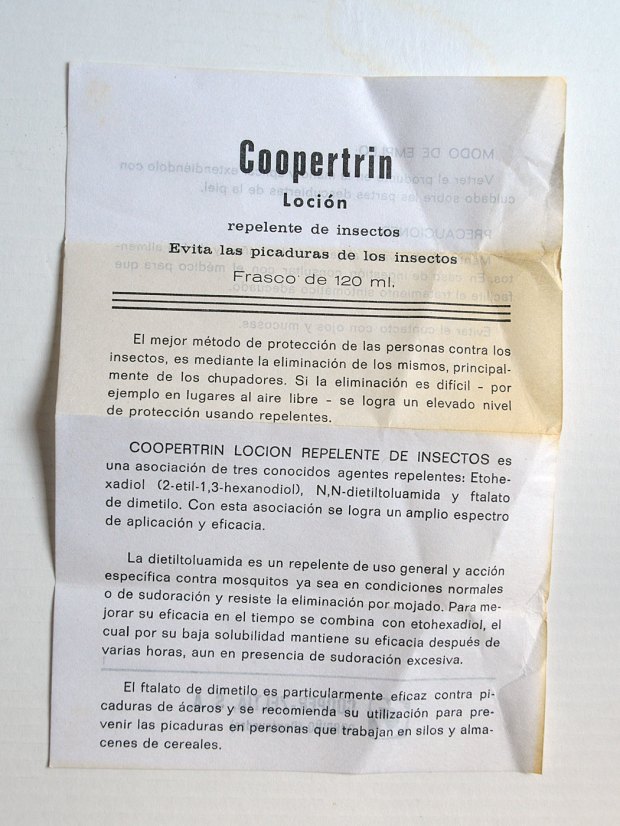 Coopertrin
Loción
repelente de insectos
Evita las picaduras de los insectos
Frasco de 120 ml.
El mejor método de protección de las personas contra los
insectos, es mediante la eliminación de los mismos, principal-
mente de los chupadores. Si la eliminación es difícil - por
ejemplo en lugares al aire libre - se logra un elevado nivel
de protección usando repelentes.
COOPERTRIN LOCION REPELENTE DE INSECTOS es
una asociación de tres conocidos agentes repelentes: Etohe-
xadiol (2-etil-1,3-hexanodiol), N,N-dietiltoluamida y ftalato
de dimetilo. Con esta asociación se logra un amplio espectro
de aplicación y eficacia.
La dietiltoluamida es un repelente de uso general y acción
específica contra mosquitos ya sea en condiciones normales
o de sudoración y resiste la eliminación por mojado. Para me-
jorar su eficacia en el tiempo se combina con etohexadiol, el
cual por su baja solubilidad mantiene su eficacia después de
varias horas, aun en presencia de sudoración excesiva.
El ftalato de dimetilo es particularmente eficaz contra pi-
caduras de ácaros y se recomienda su utilización para pre-
venir las picaduras en personas que trabajan en silos y alma-
cenes de cereales.